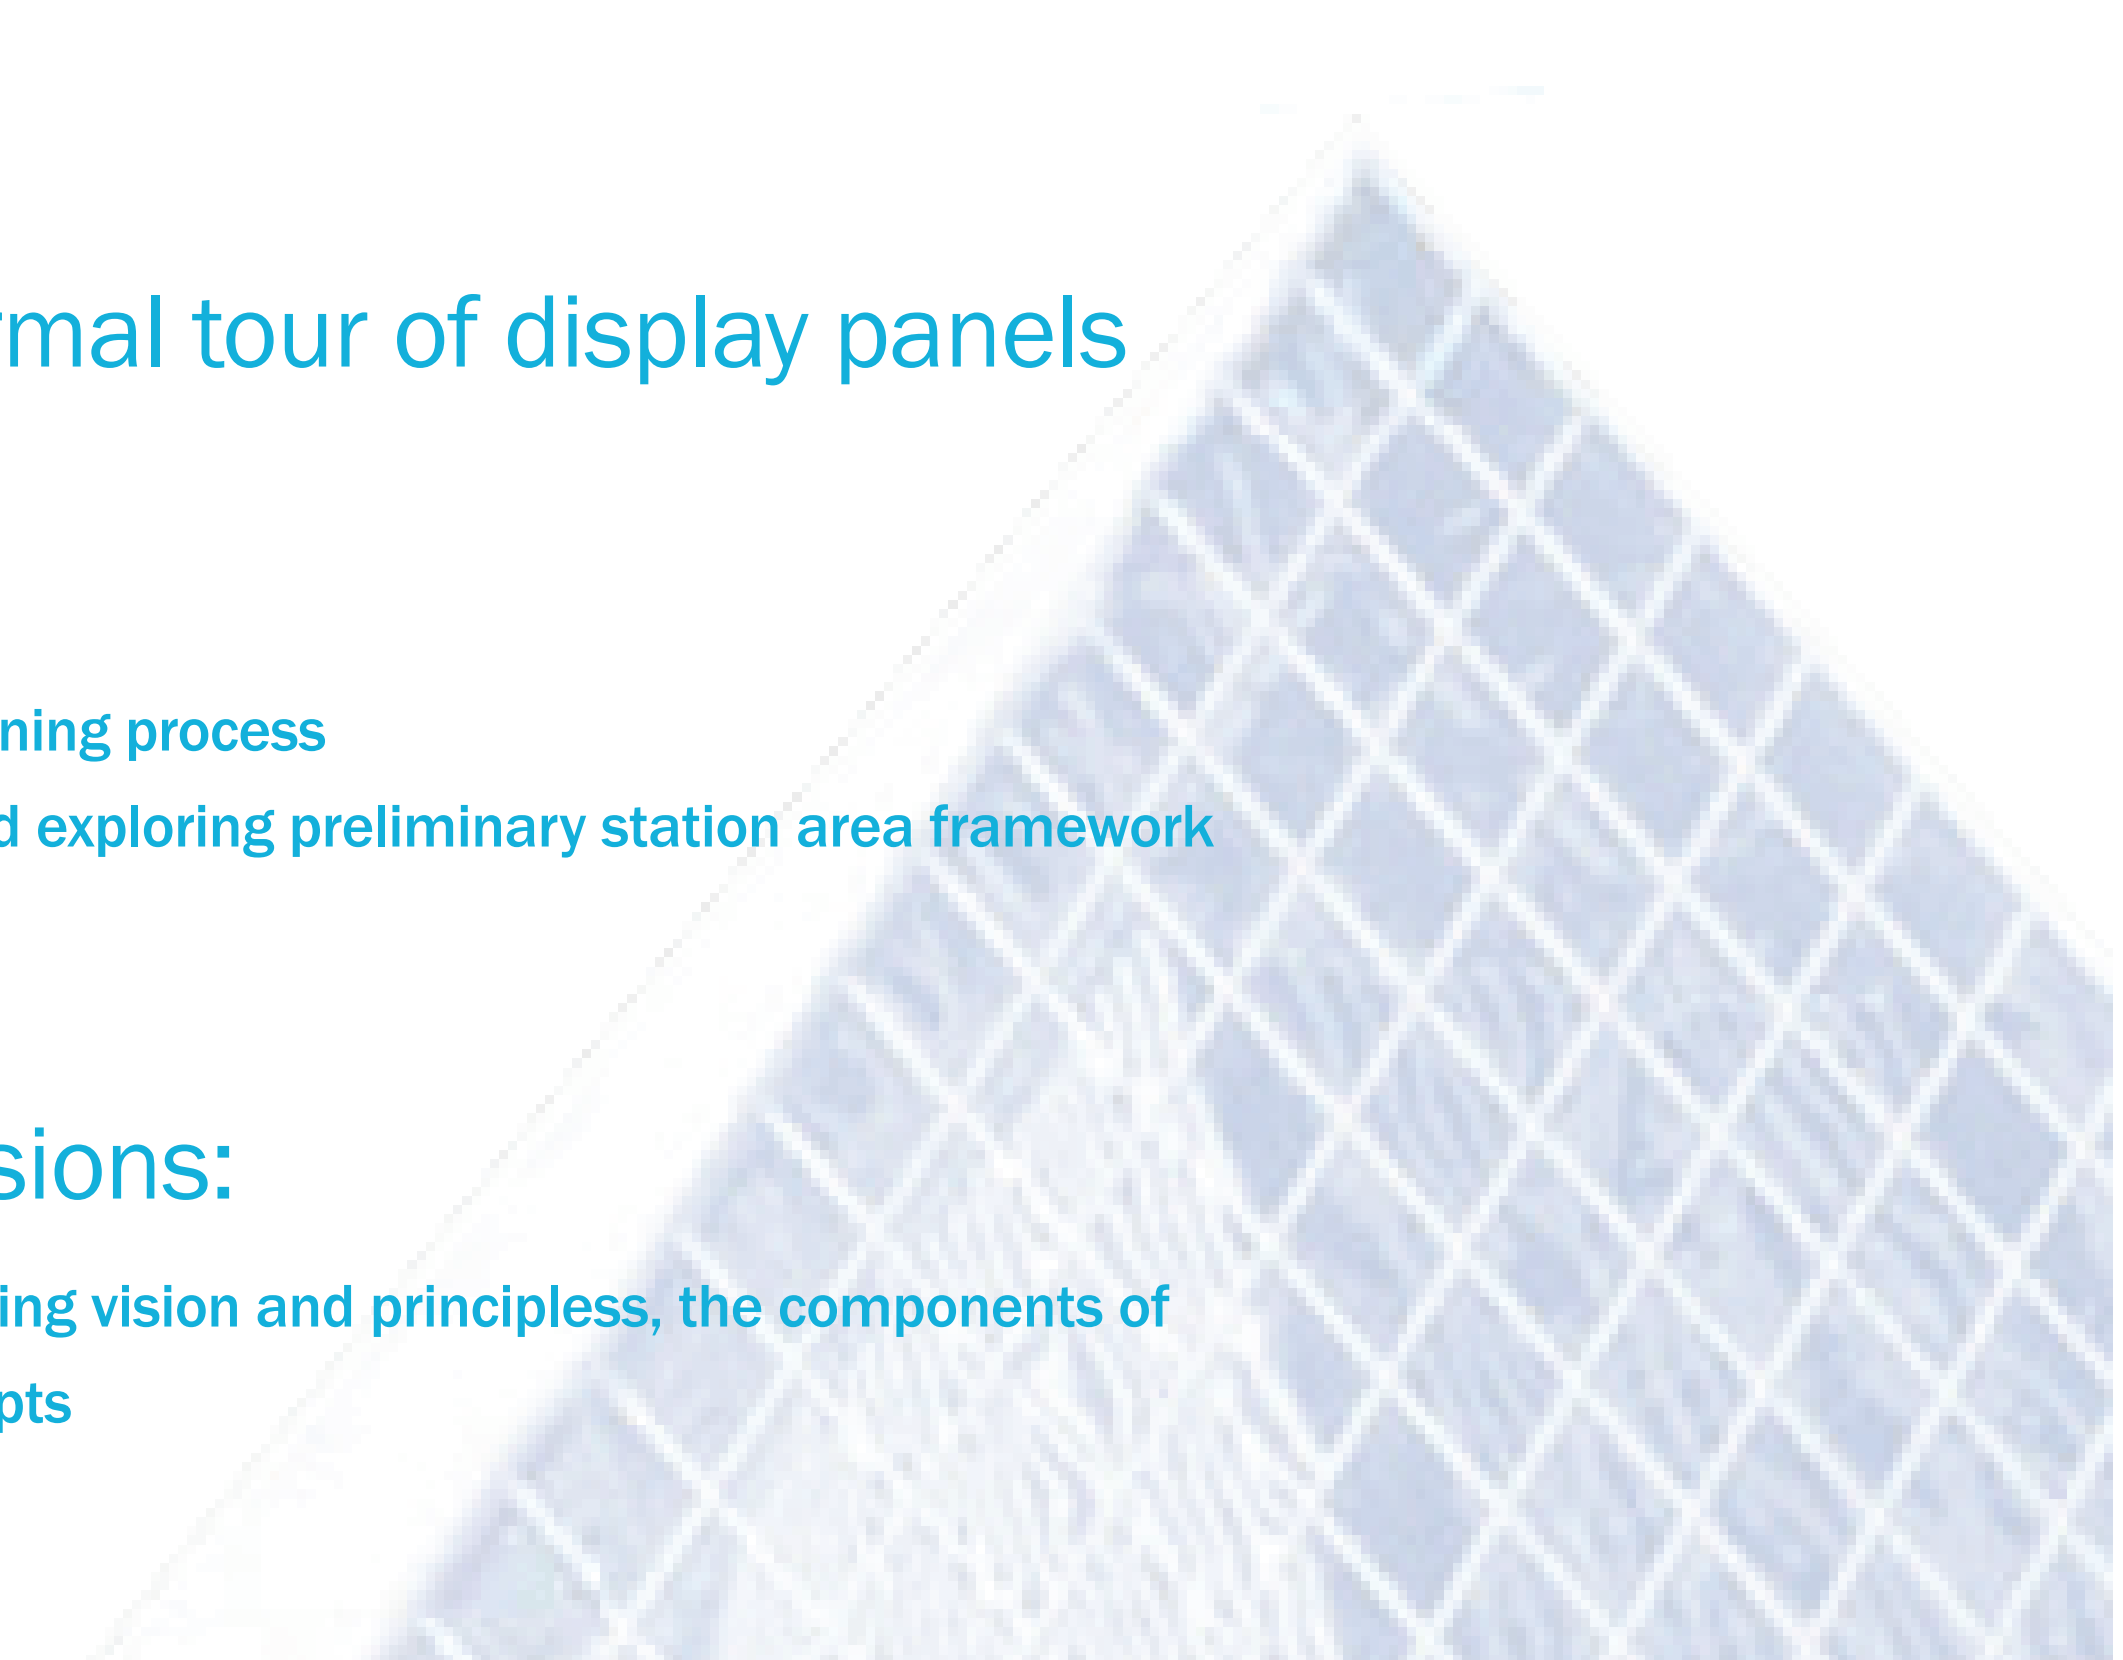 rmal tour of display panels
ning process
d exploring preliminary station area framework
sions:
ing vision and principless, the components of
pts